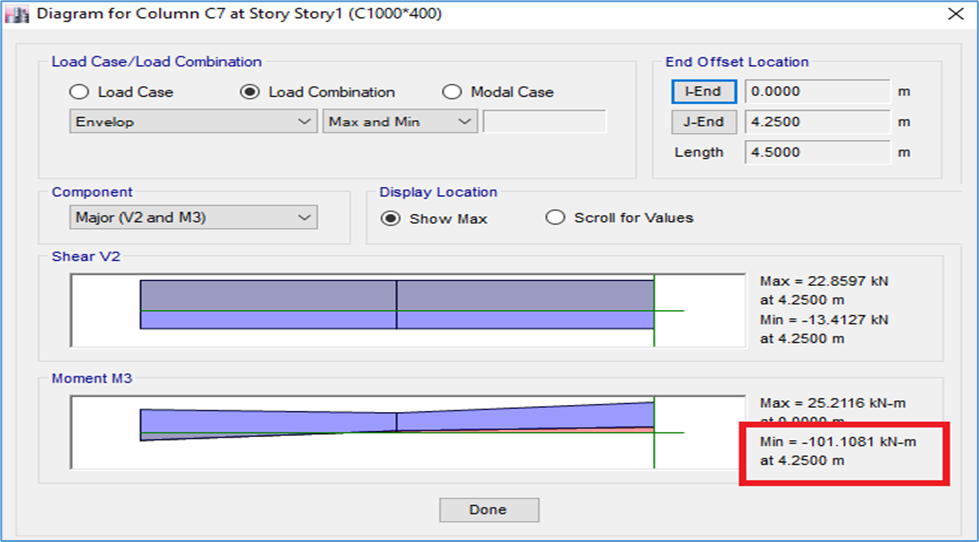 Diagram for Column C7 at Story Story1 (C1000*400)
Load Case/Load Combination
Load Case
Load Combination
Modal Case
Envelop
Max and Min
End Offset Location
I-End
0.0000
m
J-End
4.2500
m
Length
4.5000
m
Component
Major (V2 and M3)
Display Location
Show Max
Scroll for Values
Shear V2
Max = 22.8597 kN
at 4.2500 m
Min = -13.4127 kN
at 4.2500 m
Moment M3
Max = 25.2116 kN-m
at 0.0000 m
Min = -101.1081 kN-m
at 4.2500 m
Done